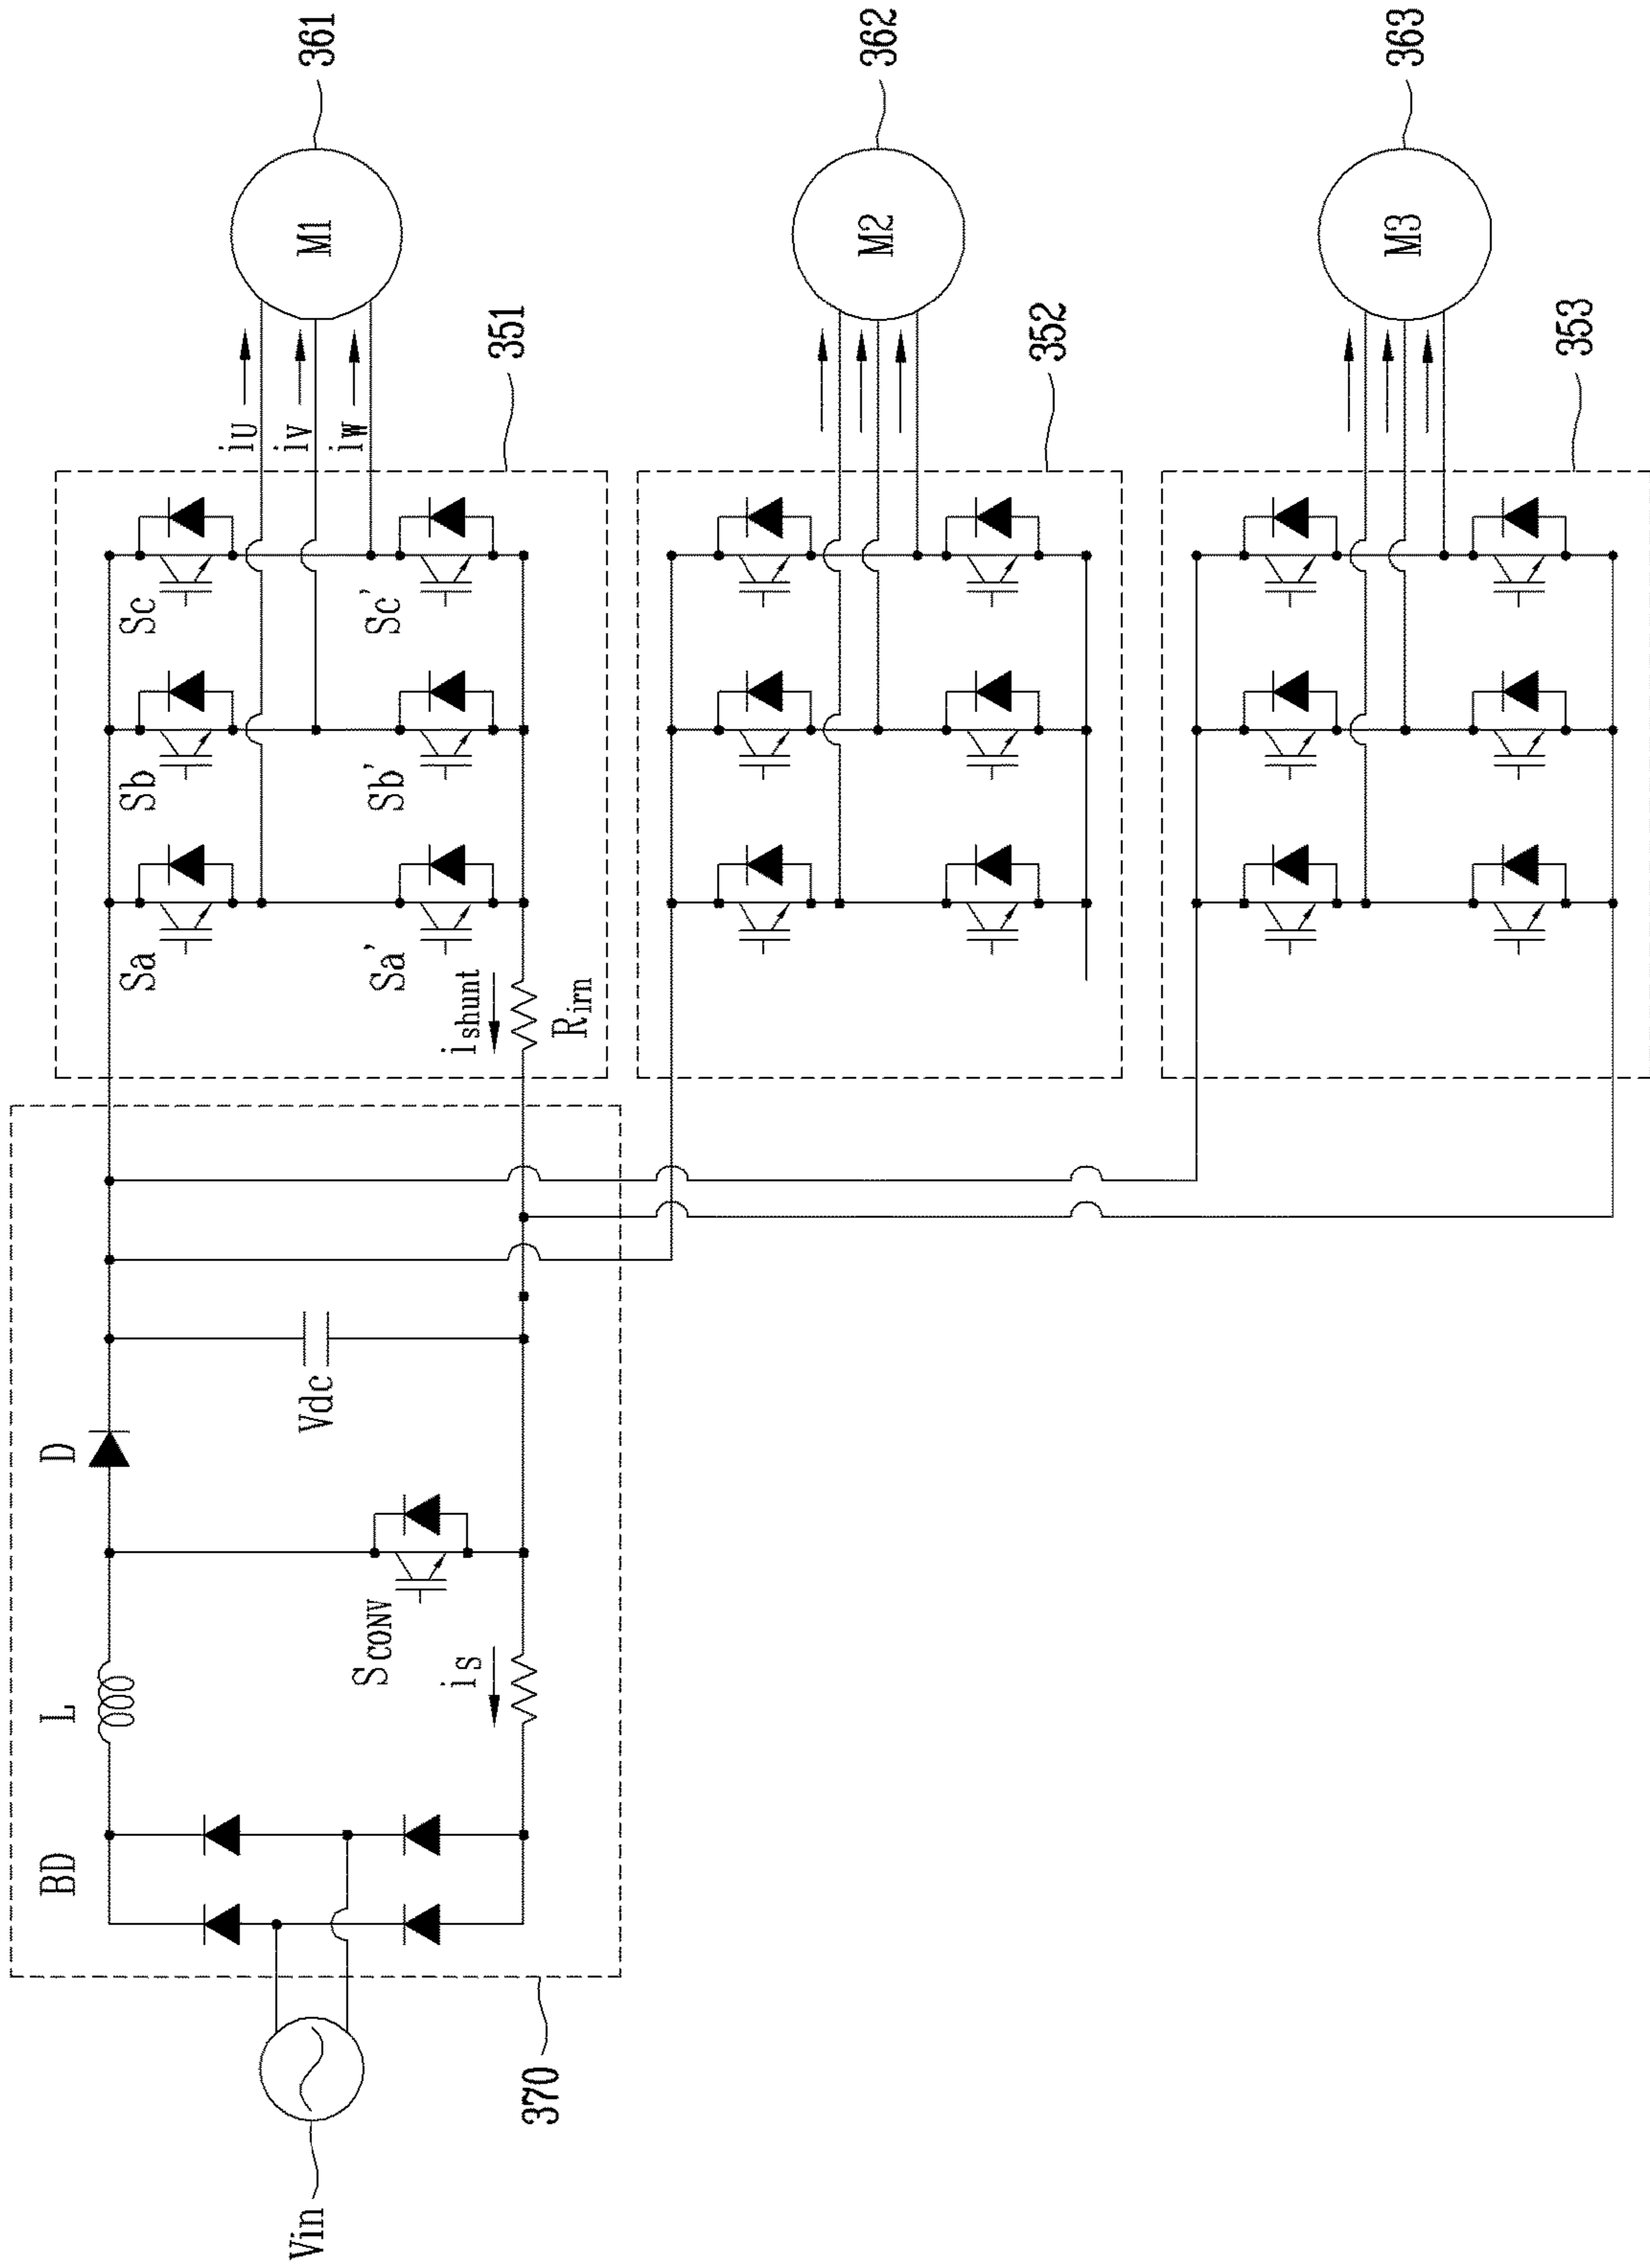 361
362
363
M1
M2
M3
351
352
353
iU
iV
iW
Sc
Sc'
Sb
Sb'
Sa
Sa'
ishunt
Rirn
D
Vdc
L
SCONV
iS
BD
370
Vin